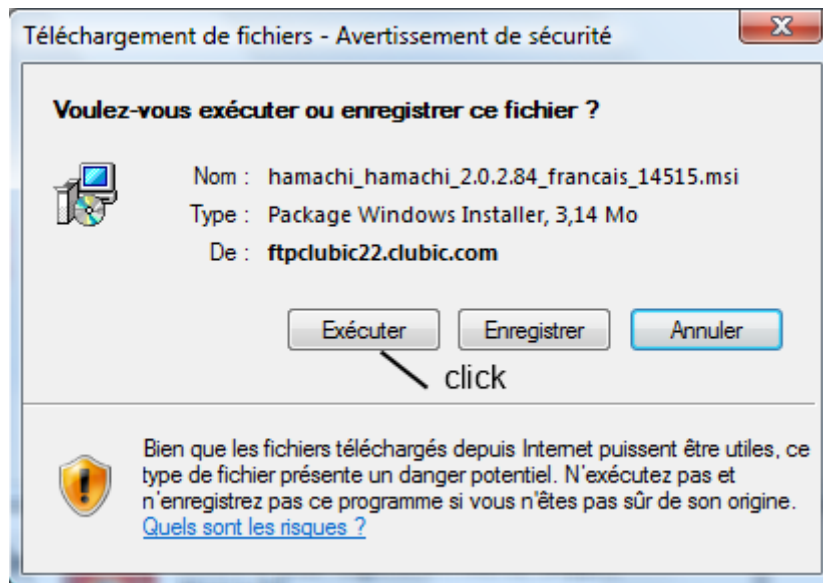 Téléchargement de fichiers - Avertissement de sécurité
Voulez-vous exécuter ou enregistrer ce fichier ?
Nom : hamachi_hamachi_2.0.2.84_francais_14515.msi
Type : Package Windows Installer, 3,14 Mo
De : ftpclubic22.clubic.com
Exécuter Enregistrer Annuler
click
Bien que les fichiers téléchargés depuis Internet puissent être utiles, ce
type de fichier présente un danger potentiel. N'exécutez pas et
n'enregistrez pas ce programme si vous n'êtes pas sûr de son origine.
Quels sont les risques ?